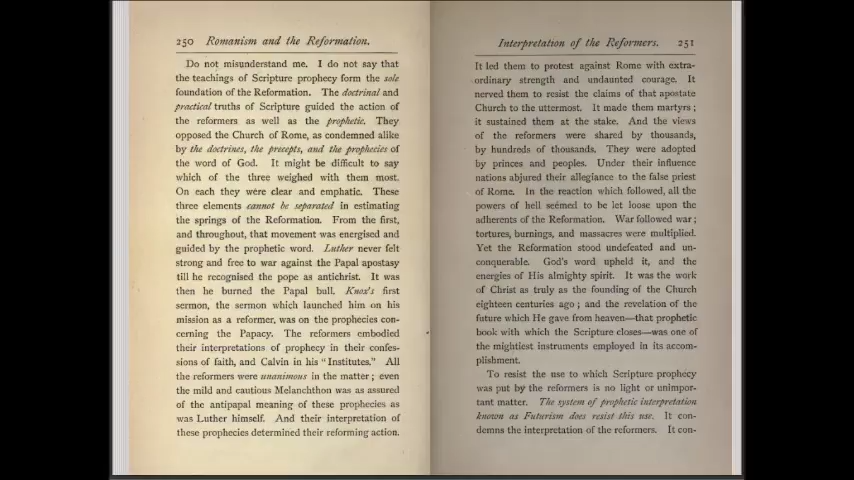 250 Romanism and the Reformation.
Do not misunderstand me. I do not say that
the teachings of Scripture prophecy form the sole
foundation of the Reformation. The doctrinal and
practical truths of Scripture guided the action of
the reformers as well as the prophetic. They
opposed the Church of Rome, as condemned alike
by the doctrines, the precepts, and the prophecies of
the word of God. It might be difficult to say
which of the three weighed with them most.
On each they were clear and emphatic. These
three elements cannot be separated in estimating
the springs of the Reformation. From the first,
and throughout, that movement was energised and
guided by the prophetic word. Luther never felt
strong and free to war against the Papal apostasy
till he recognised the pope as antichrist. It was
then he burned the Papal bull. Knox's first
sermon, the sermon which launched him on his
mission as a reformer, was on the prophecies con-
cerning the Papacy. The reformers embodied
their interpretations of prophecy in their confes-
sions of faith, and Calvin in his "Institutes." All
the reformers were unanimous in the matter; even
the mild and cautious Melanchthon was as assured
of the antipapal meaning of these prophecies as
was Luther himself. And their interpretation of
these prophecies determined their reforming action.
Interpretation of the Reformers. 251
It led them to protest against Rome with extra-
ordinary strength and undaunted courage. It
nerved them to resist the claims of that apostate
Church to the uttermost. It made them martyrs;
it sustained them at the stake. And the views
of the reformers were shared by thousands,
by hundreds of thousands. They were adopted
by princes and peoples. Under their influence
nations abjured their allegiance to the false priest
of Rome. In the reaction which followed, all the
powers of hell seemed to be let loose upon the
adherents of the Reformation. War followed war;
tortures, burnings, and massacres were multiplied.
Yet the Reformation stood undefeated and un-
conquerable. God's word upheld it, and the
energies of His almighty spirit. It was the work
of Christ as truly as the founding of the Church
eighteen centuries ago; and the revelation of the
future which He gave from heaven—that prophetic
book with which the Scripture closes—was one of
the mightiest instruments employed in its accom-
plishment.
To resist the use to which Scripture prophecy
was put by the reformers is no light or unimpor-
tant matter. The system of prophetic interpretation
known as Futurism does resist this use. It con-
demns the interpretation of the reformers. It con-